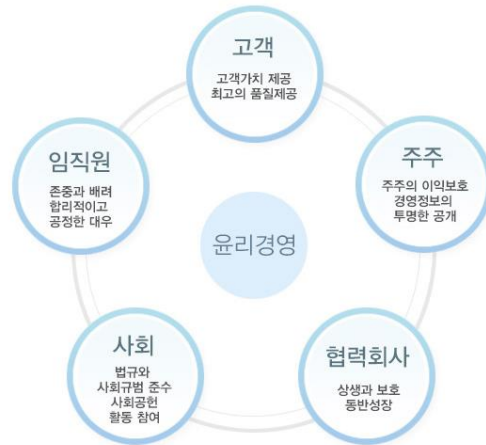 고객
고객가치 제공
최고의 품질제공
임직원
존중과 배려
합리적이고
공정한 대우
주주
주주의 이익보호
경영정보의
투명한 공개
윤리경영
사회
법규와
사회규범 준수
사회공헌
활동 참여
협력회사
상생과 보호
동반성장